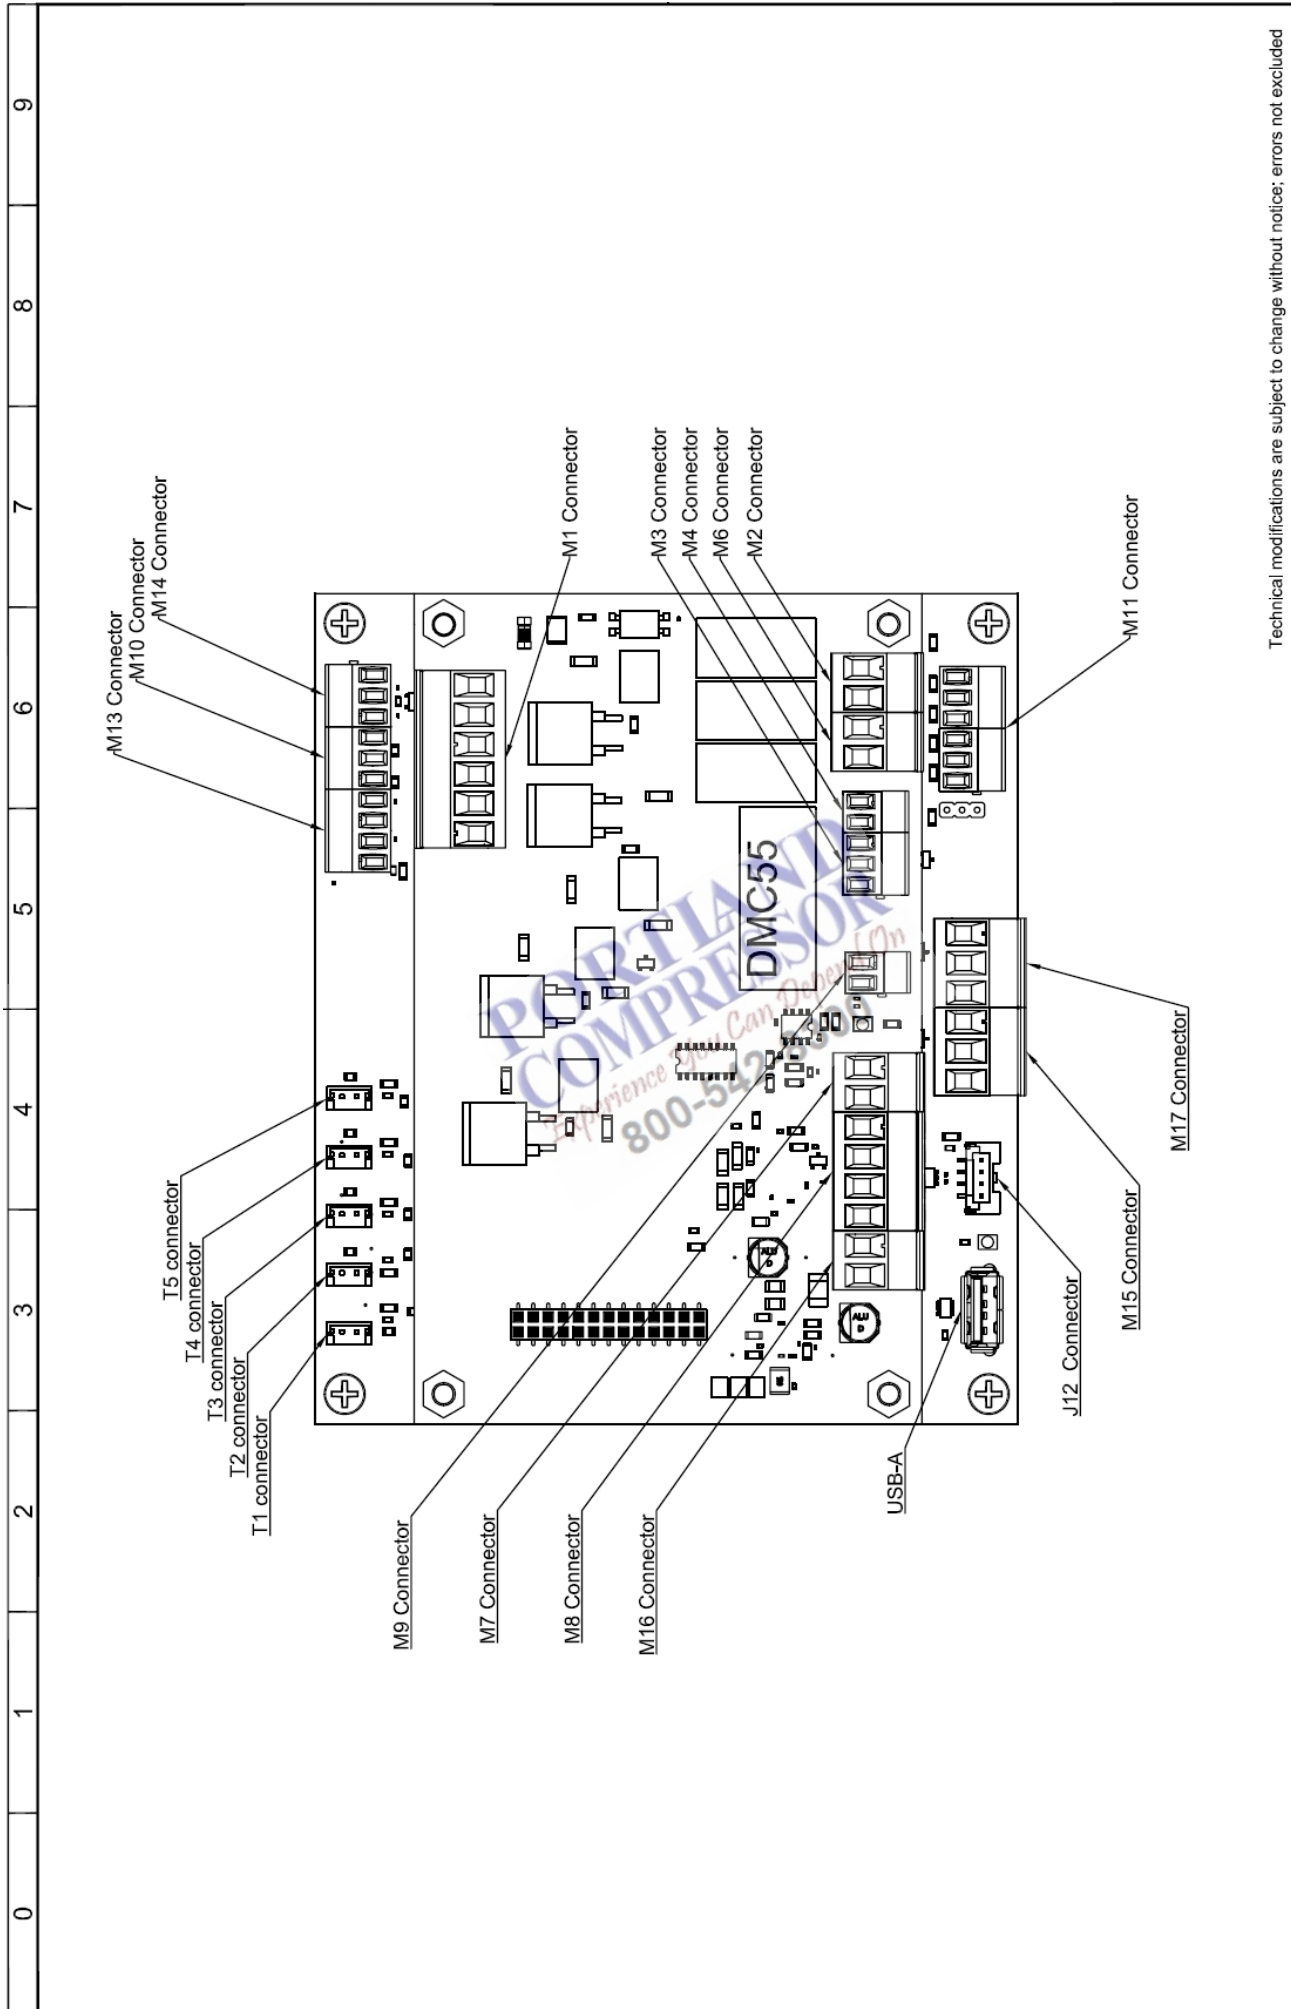 0
1
2
3
4
5
6
7
8
9
T1 connector
T2 connector
T3 connector
T4 connector
T5 connector
M13 Connector
M10 Connector
M14 Connector
M1 Connector
M3 Connector
M4 Connector
M6 Connector
M2 Connector
M11 Connector
M9 Connector
M7 Connector
M8 Connector
M16 Connector
USB-A
J12 Connector
M15 Connector
M17 Connector
DMC55
ALU
D
ALU
D
PORTLAND
COMPRESSOR
Experience You Can Depend On
800-542-8800
Technical modifications are subject to change without notice; errors not excluded